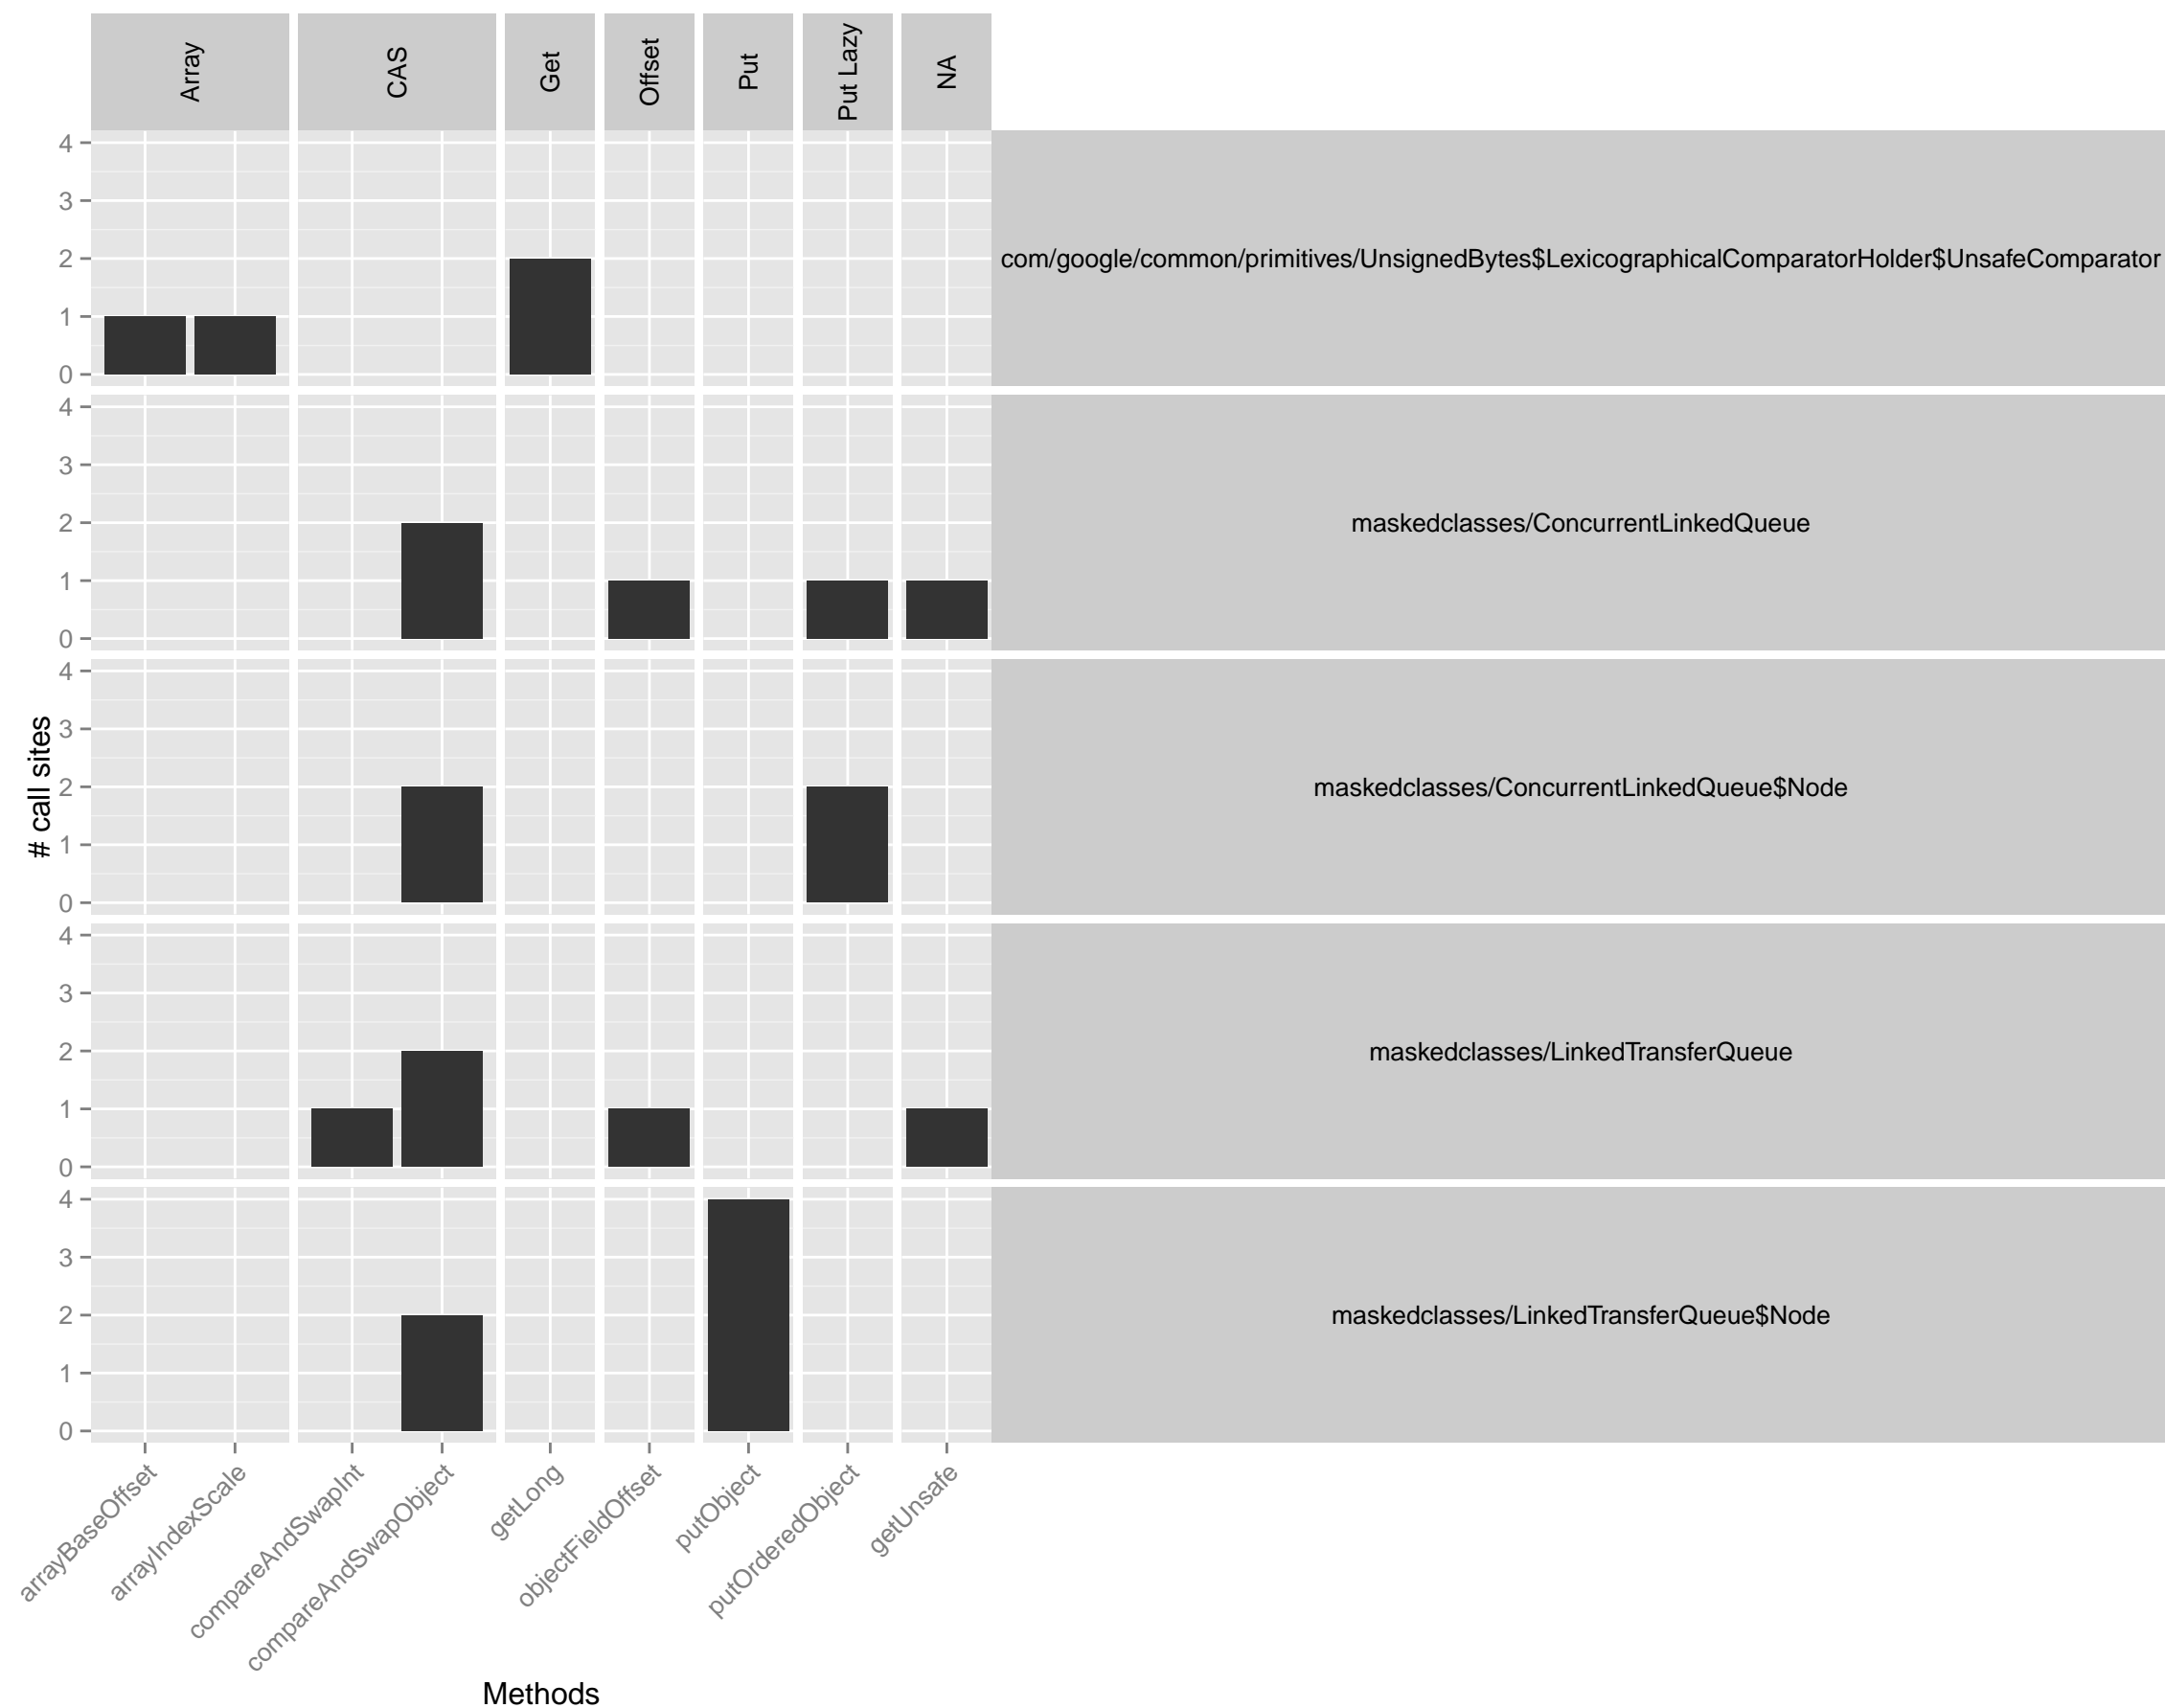 Array
CAS
Get
Offset
Put
Put Lazy
NA
4
3
2
1
0
com/google/common/primitives/UnsignedBytes$LexicographicalComparatorHolder$UnsafeComparator
4
3
2
1
0
maskedclasses/ConcurrentLinkedQueue
# call sites
4
3
2
1
0
maskedclasses/ConcurrentLinkedQueue$Node
4
3
2
1
0
maskedclasses/LinkedTransferQueue
4
3
2
1
0
maskedclasses/LinkedTransferQueue$Node
arrayBaseOffset
arrayIndexScale
compareAndSwapInt
compareAndSwapObject
getLong
objectFieldOffset
putObject
putOrderedObject
getUnsafe
Methods